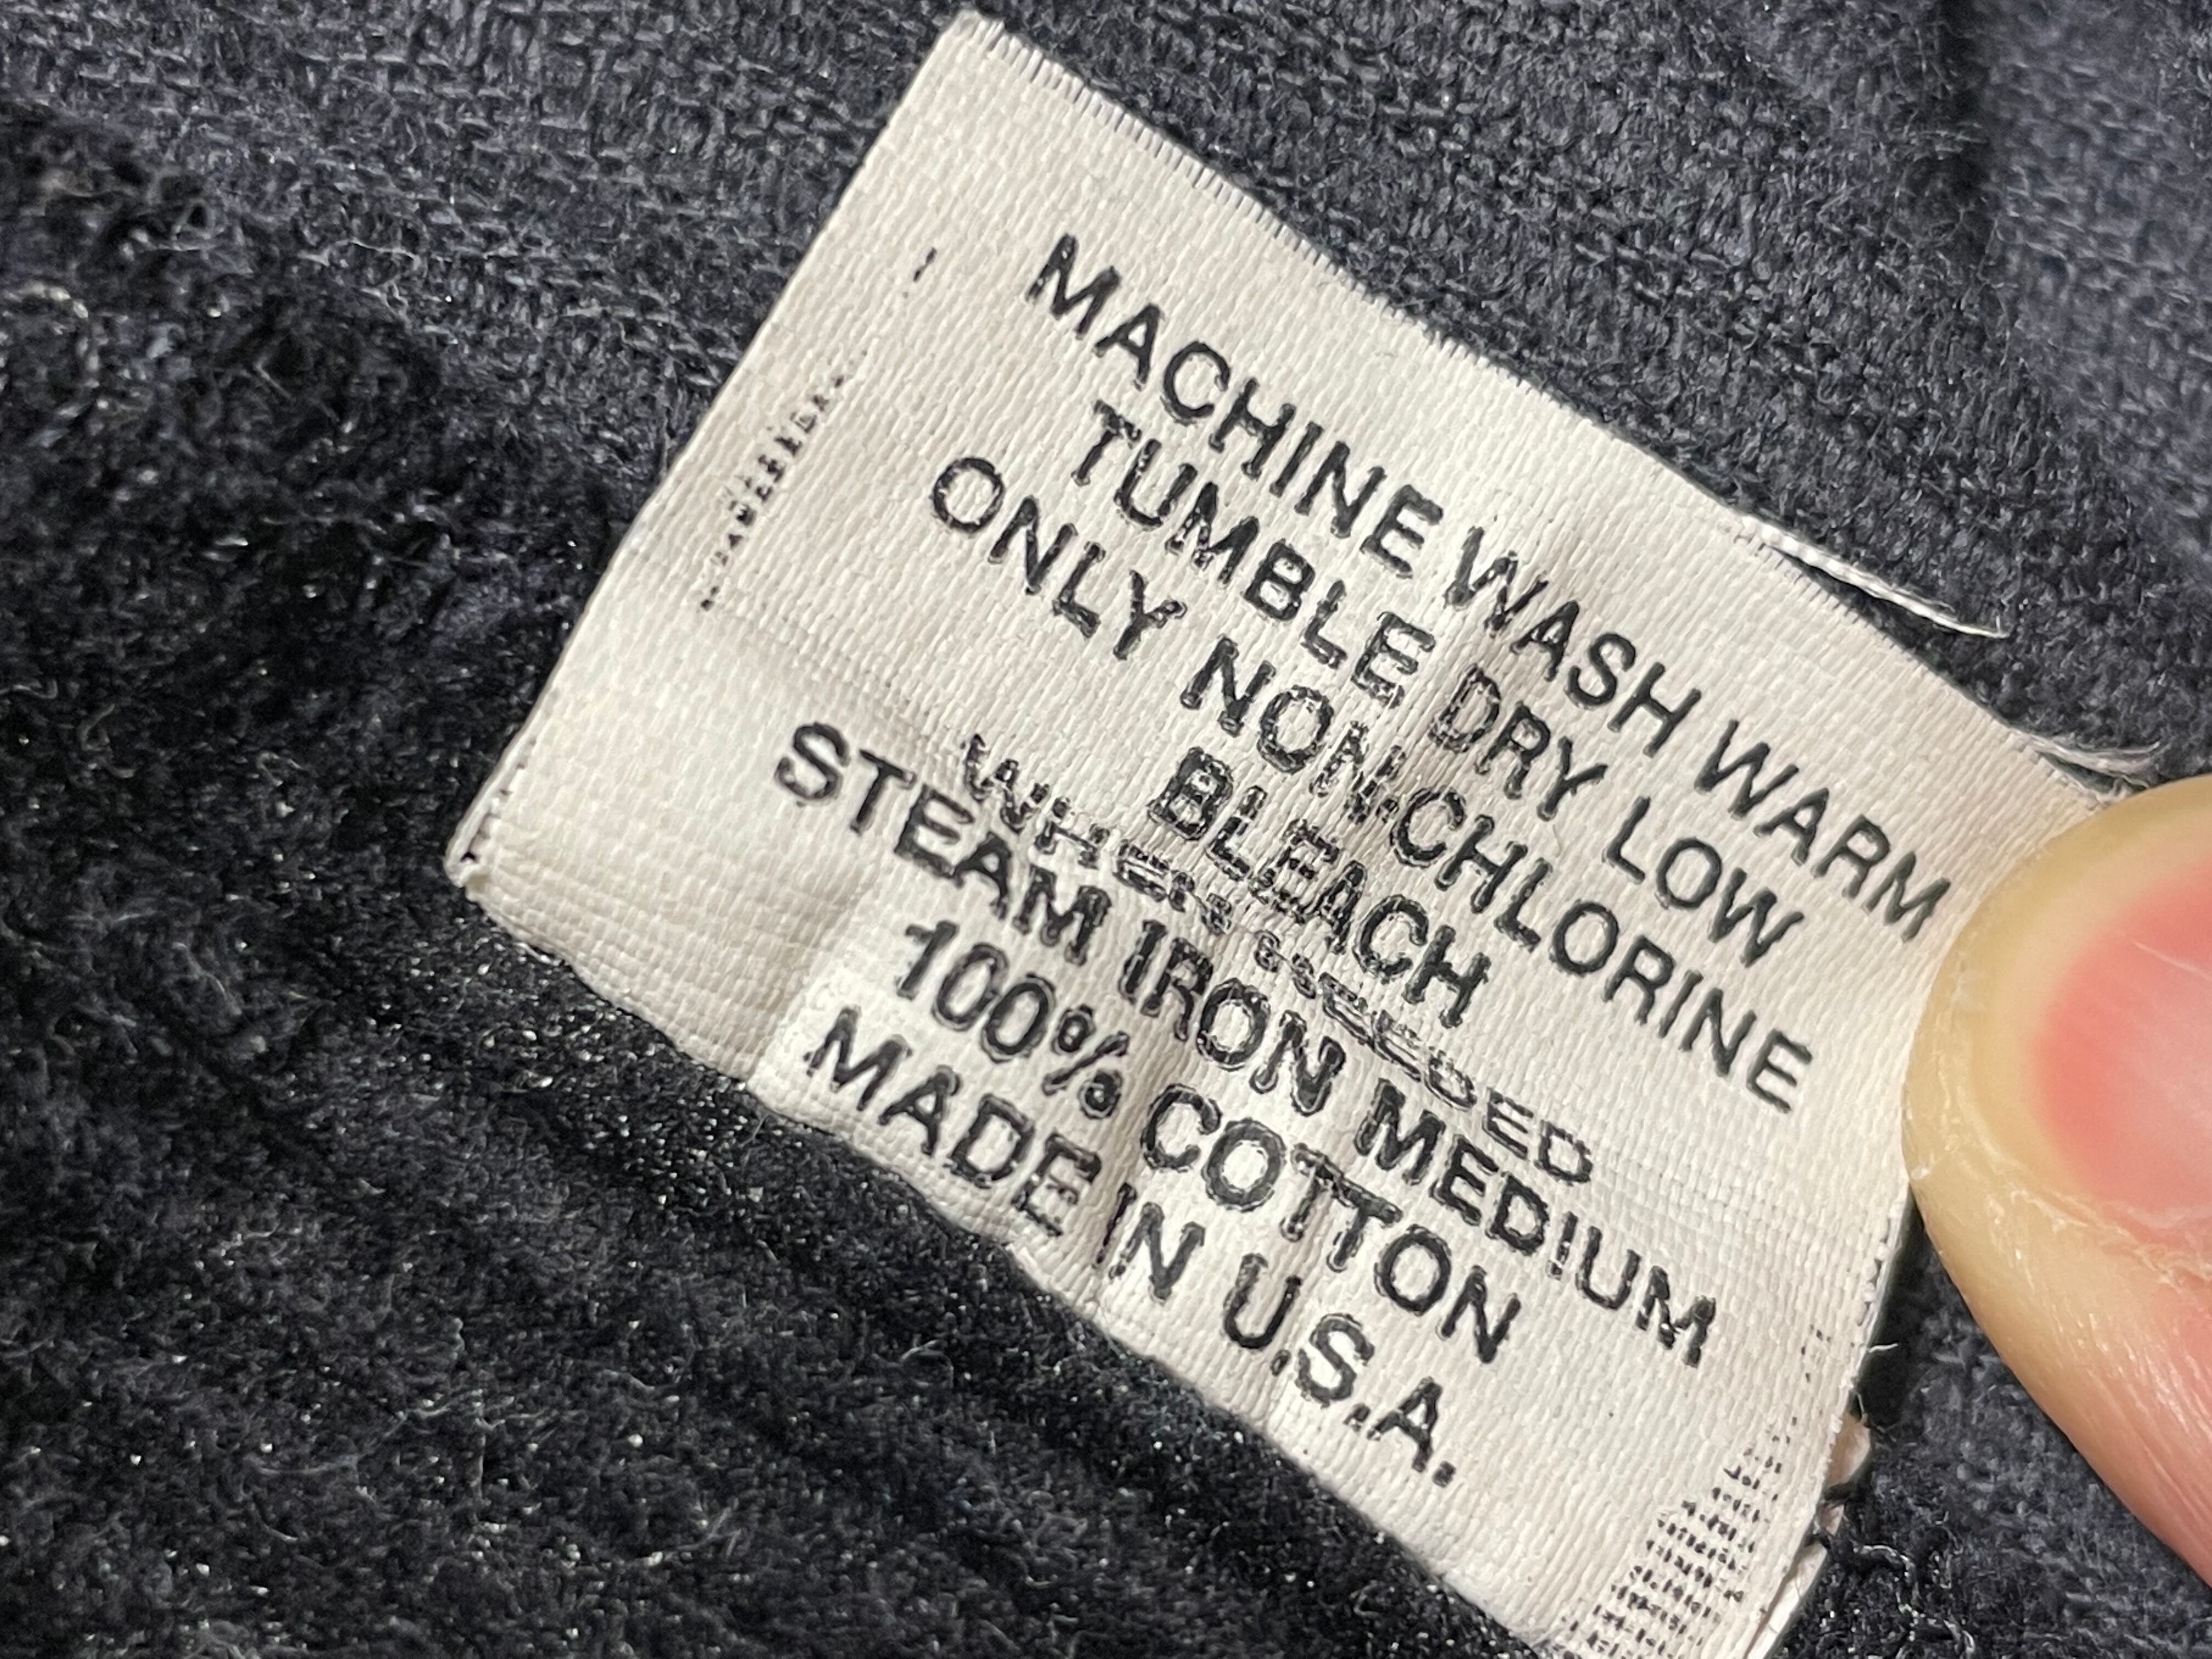 MACHINE WASH WARM
TUMBLE DRY LOW
ONLY NON-CHLORINE
BLEACH
WHEN NEEDED
STEAM IRON MEDIUM
100% COTTON
MADE IN U.S.A.